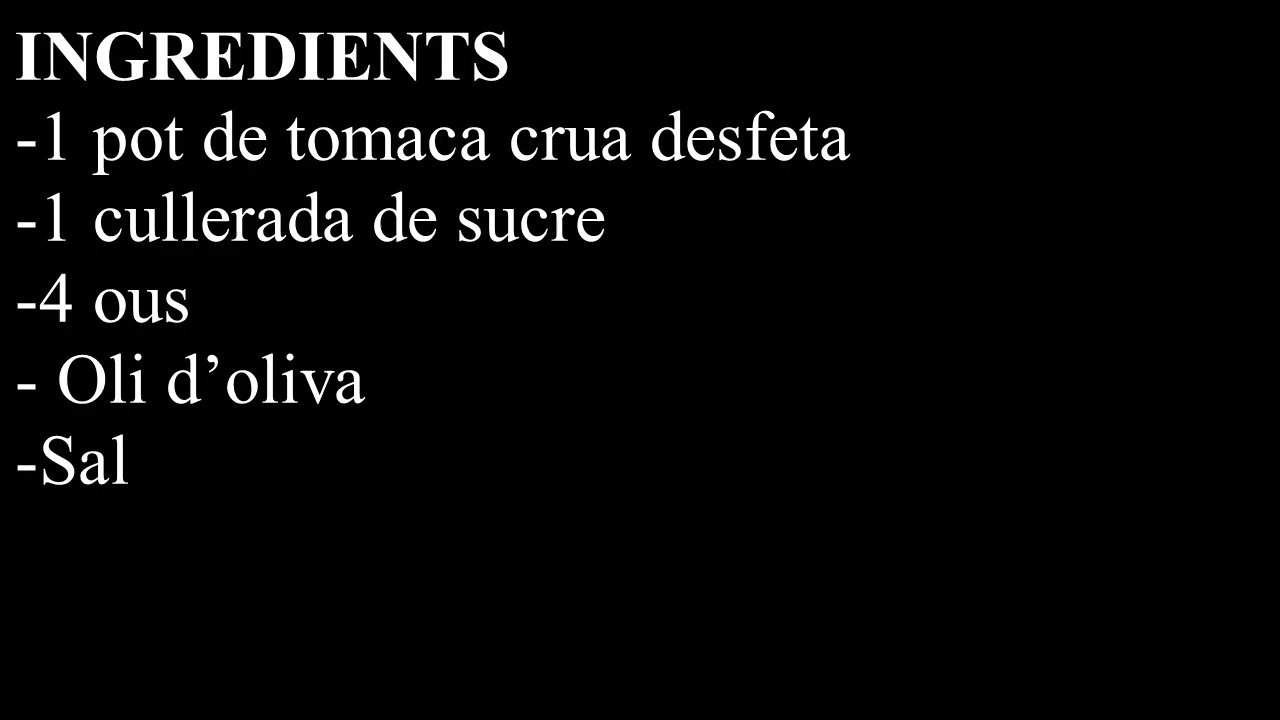 INGREDIENTS
-1 pot de tomaca crua desfeta
-1 cullerada de sucre
-4 ous
- Oli d’oliva
-Sal